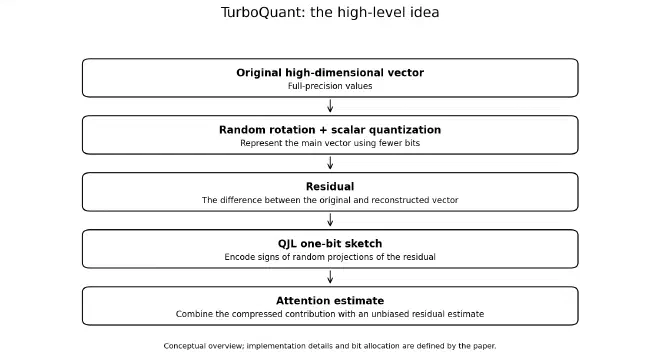 TurboQuant: the high-level idea
Original high-dimensional vector
Full-precision values
Random rotation + scalar quantization
Represent the main vector using fewer bits
Residual
The difference between the original and reconstructed vector
QJL one-bit sketch
Encode signs of random projections of the residual
Attention estimate
Combine the compressed contribution with an unbiased residual estimate
Conceptual overview; implementation details and bit allocation are defined by the paper.